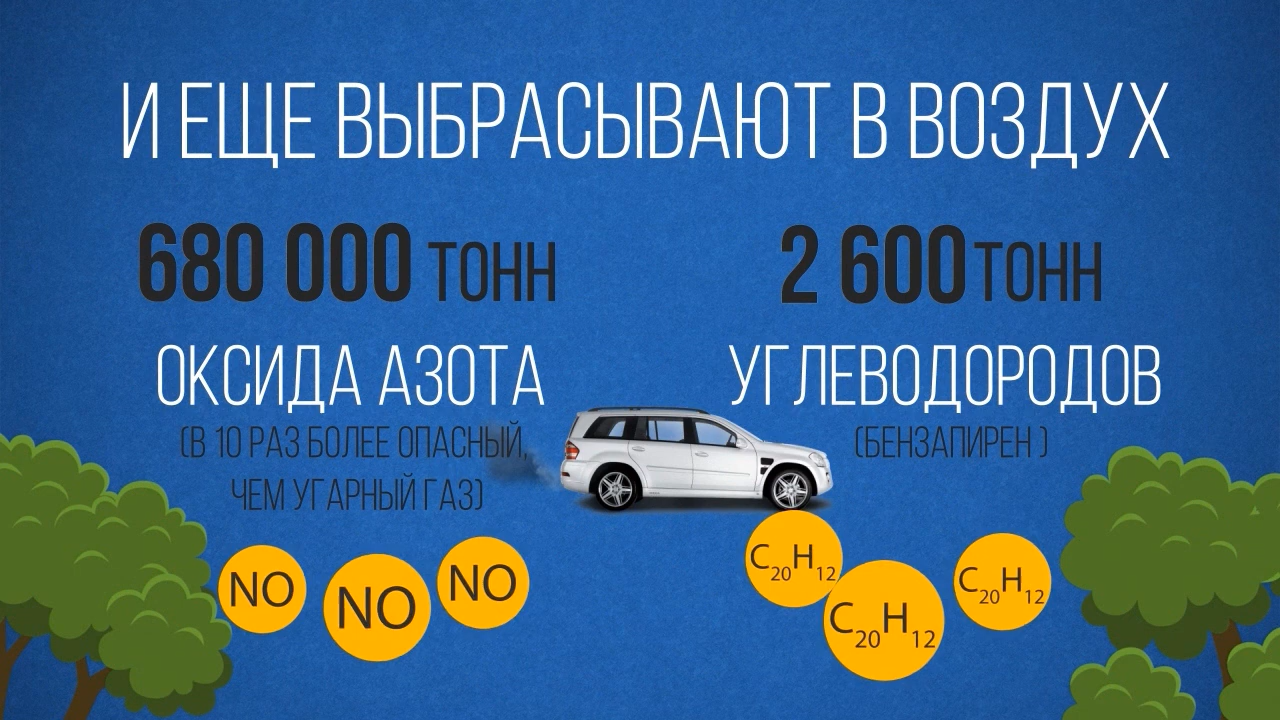 И ЕЩЕ ВЫБРАСЫВАЮТ В ВОЗДУХ
680 000 ТОНН
ОКСИДА АЗОТА
(В 10 РАЗ БОЛЕЕ ОПАСНЫЙ,
ЧЕМ УГАРНЫЙ ГАЗ)
NO
NO
NO
2 600 ТОНН
УГЛЕВОДОРОДОВ
(БЕНЗАПИРЕН )
C20H12
C20H12
C20H12